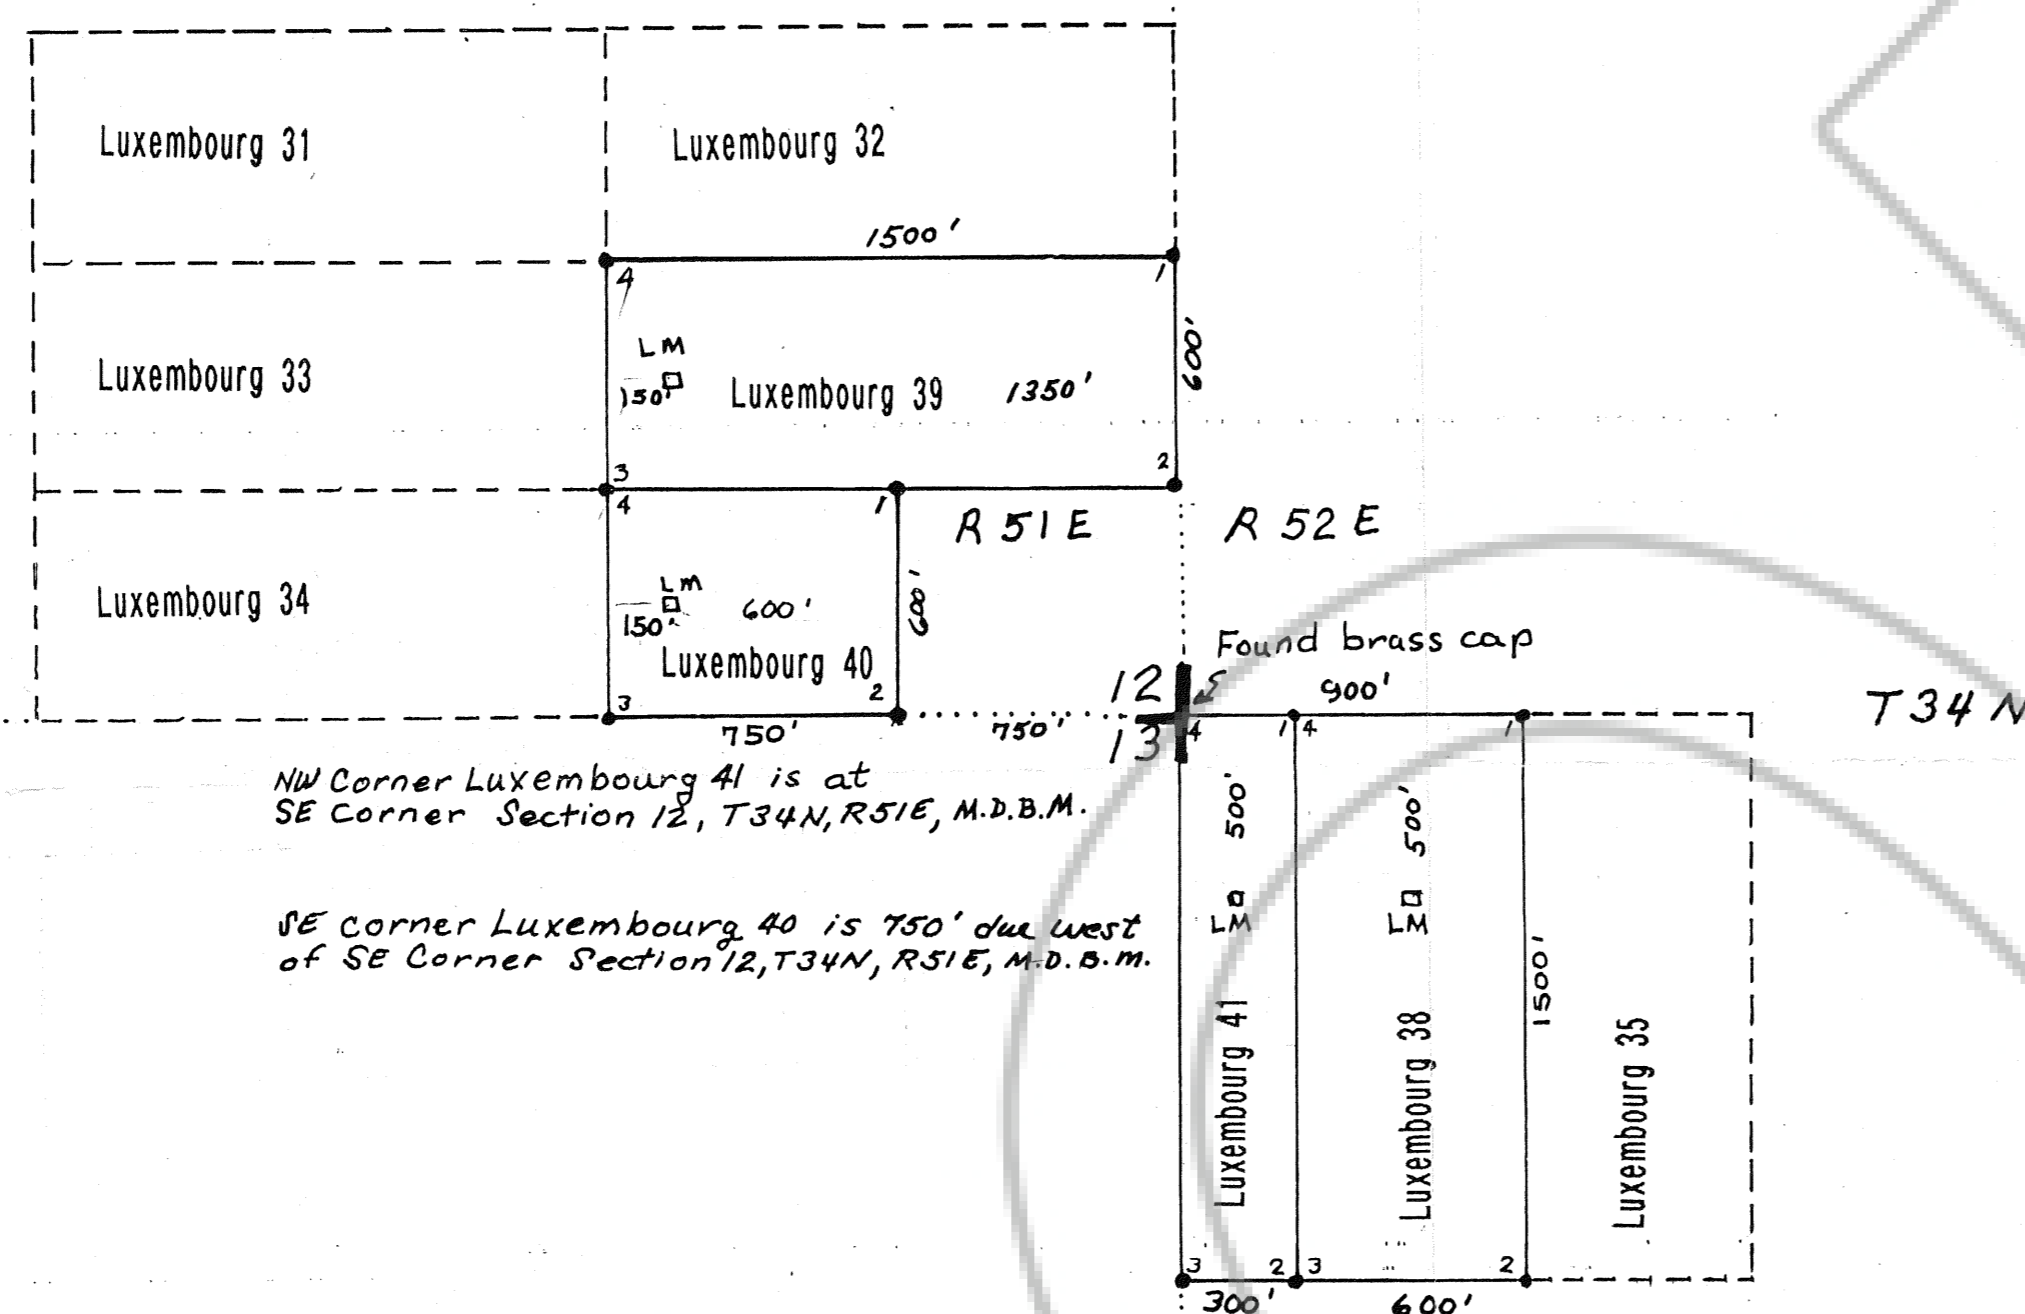 Luxembourg 31
Luxembourg 32
1500'
4
1
LM
150'
Luxembourg 33
Luxembourg 39
1350'
600'
3
2
4
1
R 51 E
R 52 E
LM
150'
600'
600'
Luxembourg 34
Luxembourg 40
3
2
750'
750'
Found brass cap
12
13
900'
T 34 N
4
1
4
1
NW Corner Luxembourg 41 is at
SE Corner Section 12, T34N, R51E, M.D.B.M.
SE corner Luxembourg 40 is 750' due west
of SE Corner Section 12, T34N, R51E, M.D.B.M.
500'
500'
LM
LM
1500'
Luxembourg 41
Luxembourg 38
Luxembourg 35
3
2
3
2
300'
600'